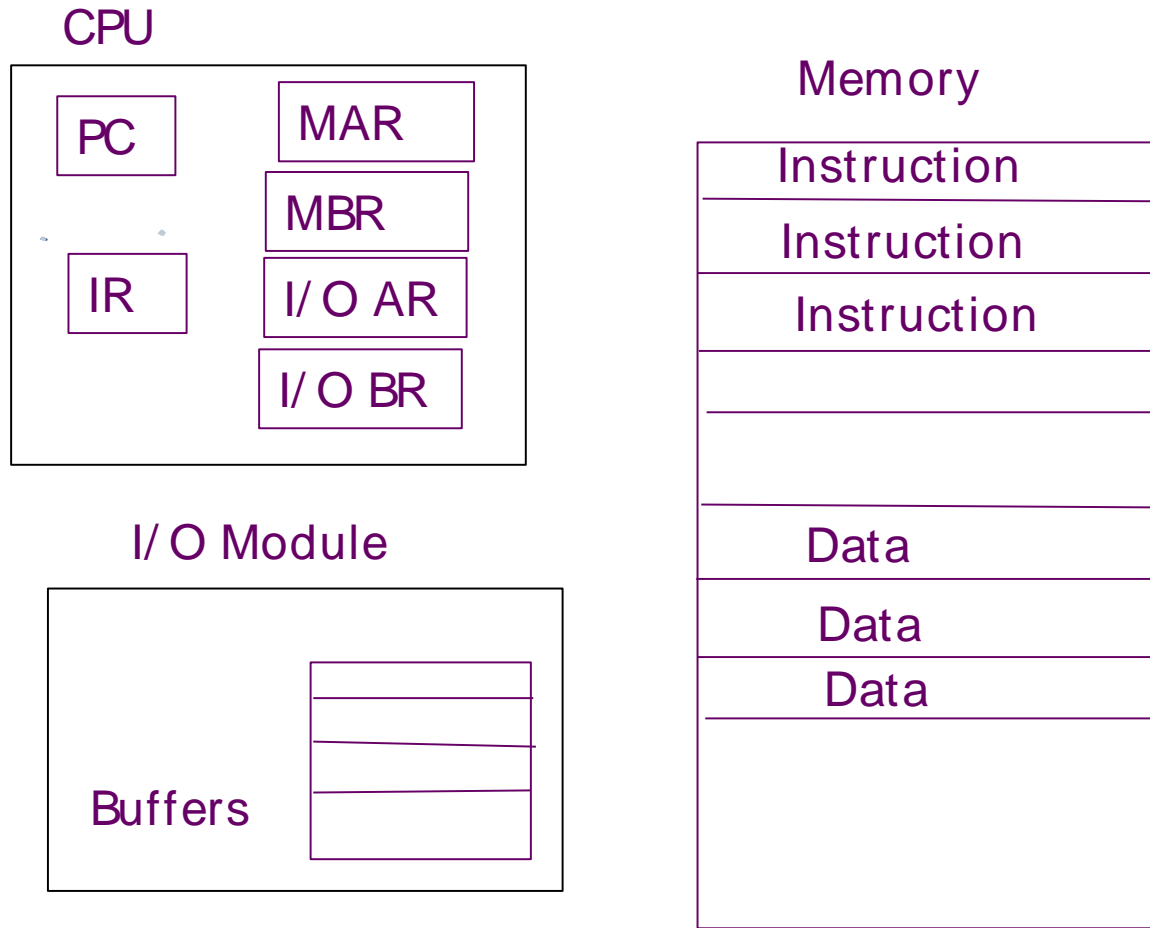 CPU
PC
MAR
MBR
IR
I/O AR
I/O BR
I/O Module
Buffers
Memory
Instruction
Instruction
Instruction
Data
Data
Data